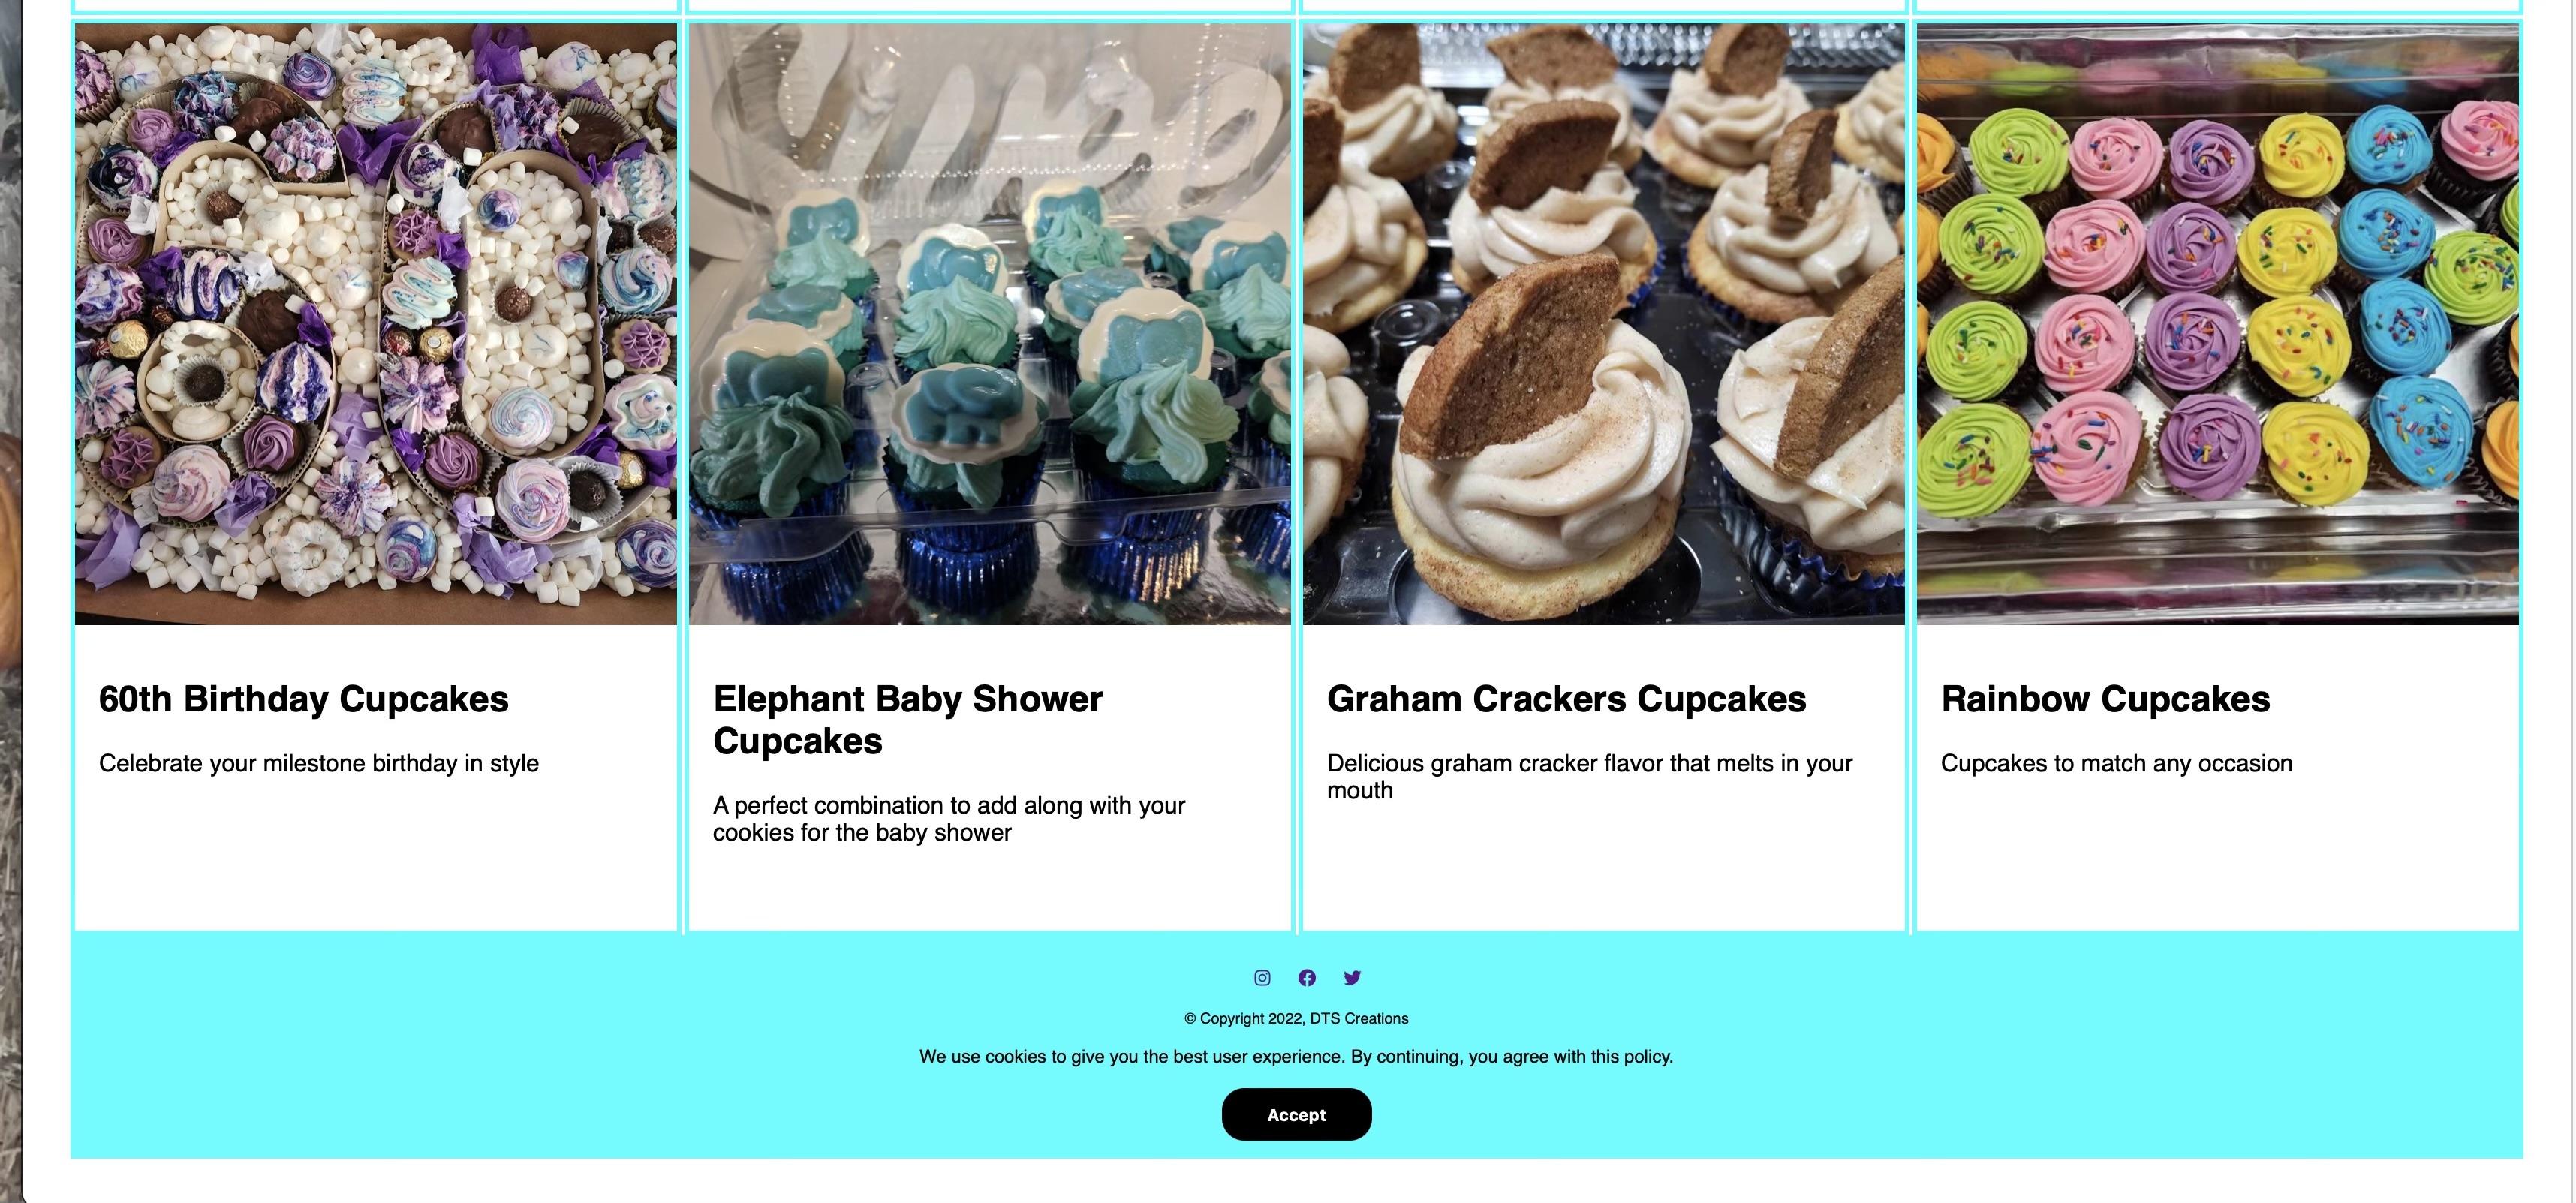 60th Birthday Cupcakes
Celebrate your milestone birthday in style
Elephant Baby Shower
Cupcakes
A perfect combination to add along with your
cookies for the baby shower
Graham Crackers Cupcakes
Delicious graham cracker flavor that melts in your
mouth
Rainbow Cupcakes
Cupcakes to match any occasion
© Copyright 2022, DTS Creations
We use cookies to give you the best user experience. By continuing, you agree with this policy.
Accept